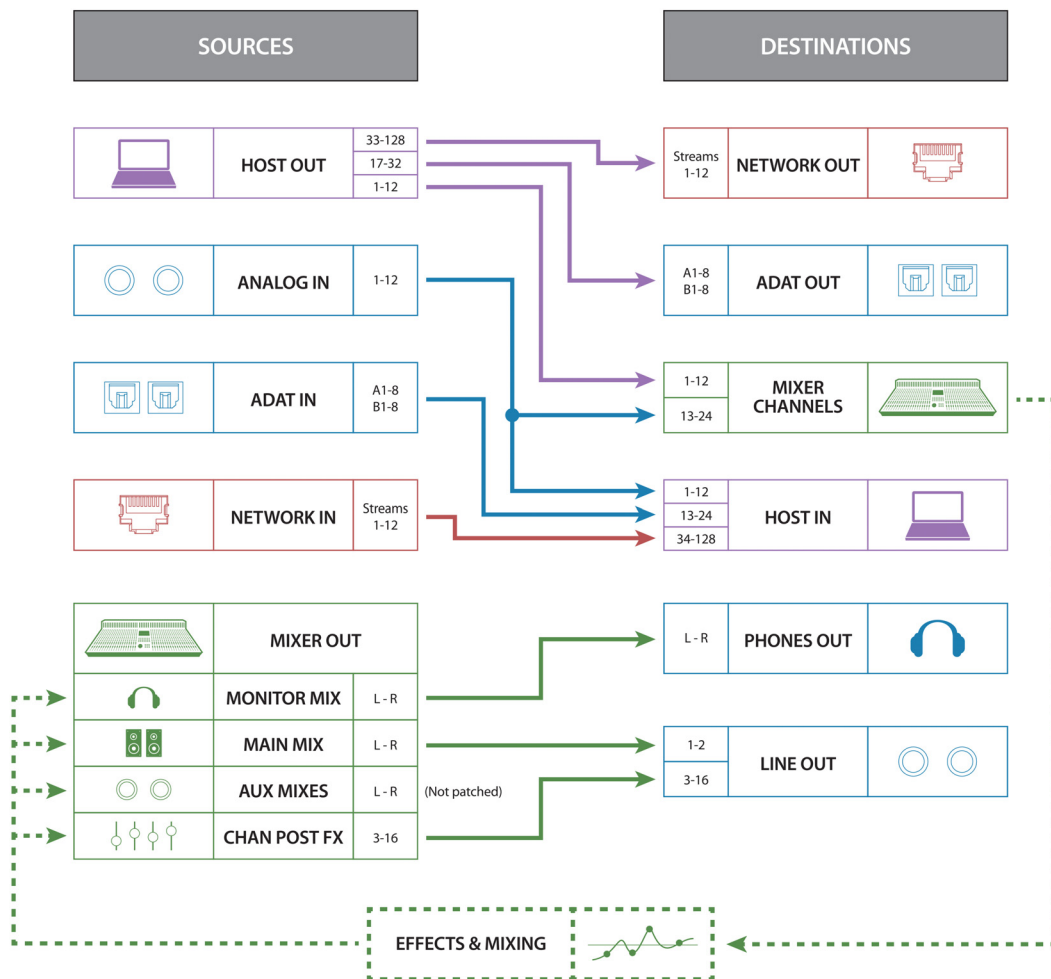 SOURCES
DESTINATIONS
HOST OUT
33-128
17-32
1-12
Streams
1-12
NETWORK OUT
ANALOG IN
1-12
A1-8
B1-8
ADAT OUT
ADAT IN
A1-8
B1-8
1-12
13-24
MIXER
CHANNELS
NETWORK IN
Streams
1-12
1-12
13-24
34-128
HOST IN
MIXER OUT
L - R
PHONES OUT
MONITOR MIX
L - R
MAIN MIX
L - R
1-2
3-16
LINE OUT
AUX MIXES
L - R
(Not patched)
CHAN POST FX
3-16
EFFECTS & MIXING